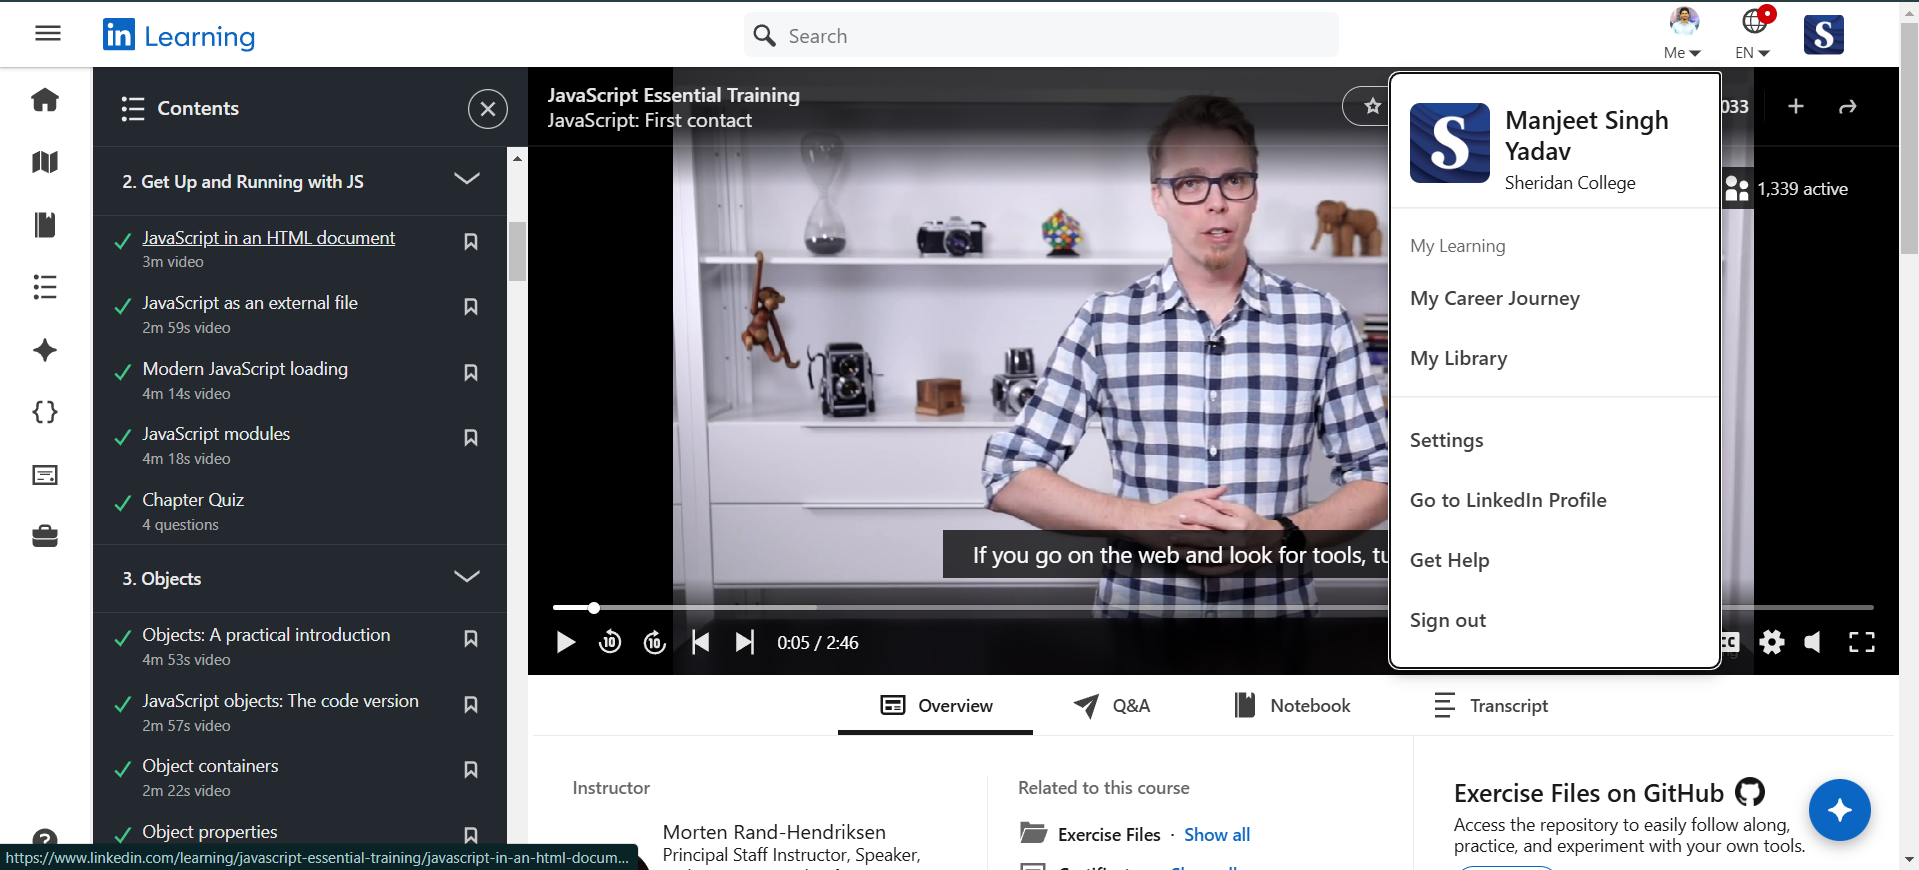 in Learning
Search
Me
EN
S
Contents
2. Get Up and Running with JS
JavaScript in an HTML document
3m video
JavaScript as an external file
2m 59s video
Modern JavaScript loading
4m 14s video
JavaScript modules
4m 18s video
Chapter Quiz
4 questions
3. Objects
Objects: A practical introduction
4m 53s video
JavaScript objects: The code version
2m 57s video
Object containers
2m 22s video
Object properties
https://www.linkedin.com/learning/javascript-essential-training/javascript-in-an-html-docum...
JavaScript Essential Training
JavaScript: First contact
033
1,339 active
If you go on the web and look for tools, tu
10
10
0:05 / 2:46
CC
S
Manjeet Singh
Yadav
Sheridan College
My Learning
My Career Journey
My Library
Settings
Go to LinkedIn Profile
Get Help
Sign out
Overview
Q&A
Notebook
Transcript
Instructor
Morten Rand-Hendriksen
Principal Staff Instructor, Speaker,
Related to this course
Exercise Files · Show all
Exercise Files on GitHub
Access the repository to easily follow along,
practice, and experiment with your own tools.